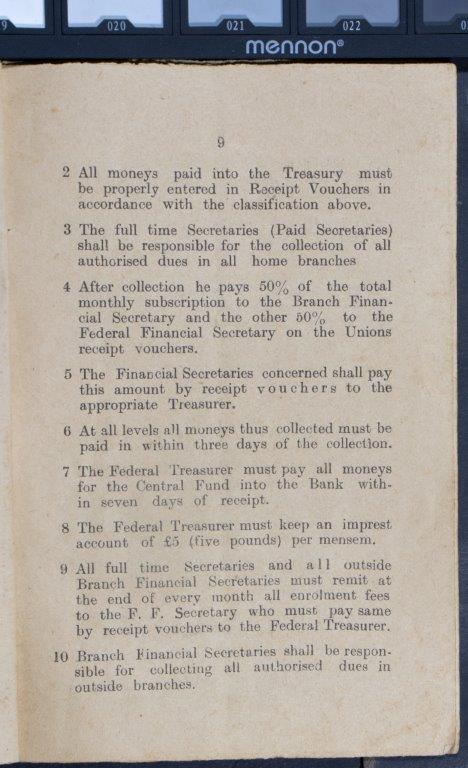 020
021
022
mennon®
9
2 All moneys paid into the Treasury must
be properly entered in Receipt Vouchers in
accordance with the classification above.
3 The full time Secretaries (Paid Secretaries)
shall be responsible for the collection of all
authorised dues in all home branches
4 After collection he pays 50% of the total
monthly subscription to the Branch Finan-
cial Secretary and the other 50% to the
Federal Financial Secretary on the Unions
receipt vouchers.
5 The Financial Secretaries concerned shall pay
this amount by receipt vouchers to the
appropriate Treasurer.
6 At all levels all moneys thus collected must be
paid in within three days of the collection.
7 The Federal Treasurer must pay all moneys
for the Central Fund into the Bank with-
in seven days of receipt.
8 The Federal Treasurer must keep an imprest
account of £5 (five pounds) per mensem.
9 All full time Secretaries and all outside
Branch Financial Secretaries must remit at
the end of every month all enrolment fees
to the F. F. Secretary who must pay same
by receipt vouchers to the Federal Treasurer.
10 Branch Financial Secretaries shall be respon-
sible for collecting all authorised dues in
outside branches.